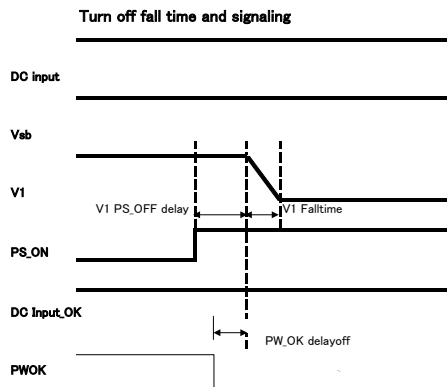 Turn off fall time and signaling
DC input
Vsb
V1
V1 PS_OFF delay
V1 Falltime
PS_ON
DC Input_OK
PW_OK delayoff
PWOK